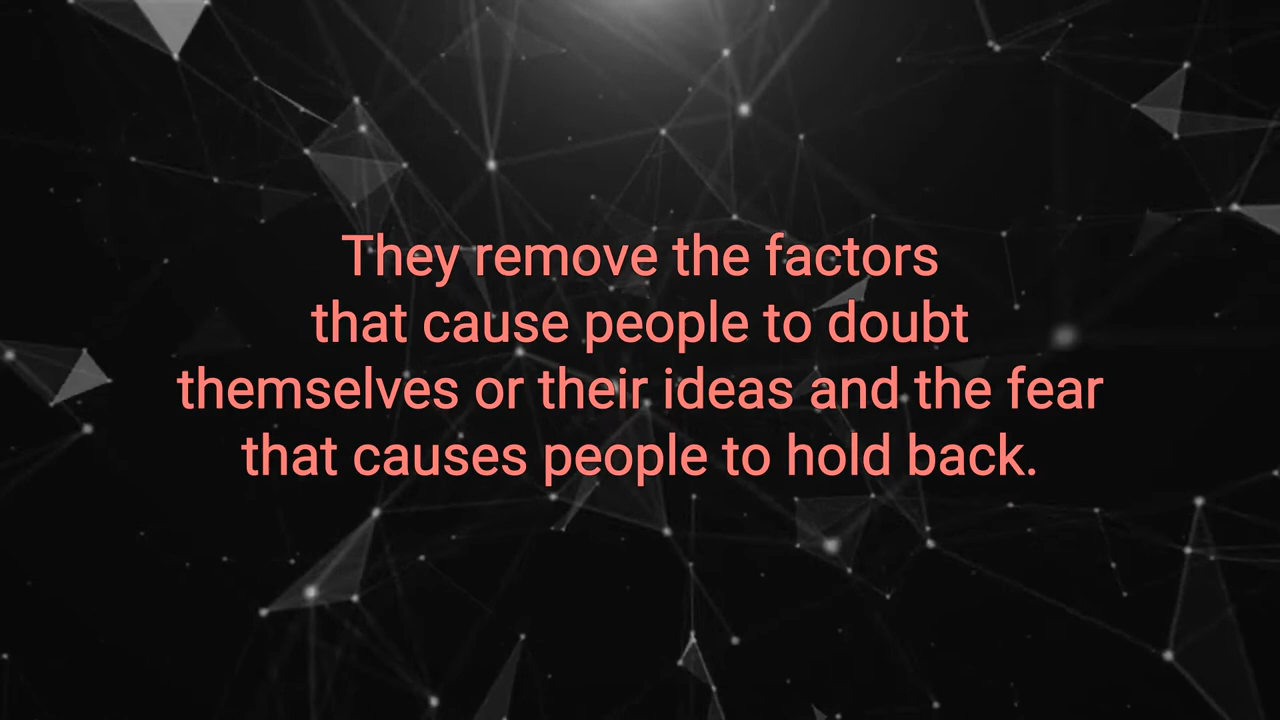 They remove the factors
that cause people to doubt
themselves or their ideas and the fear
that causes people to hold back.